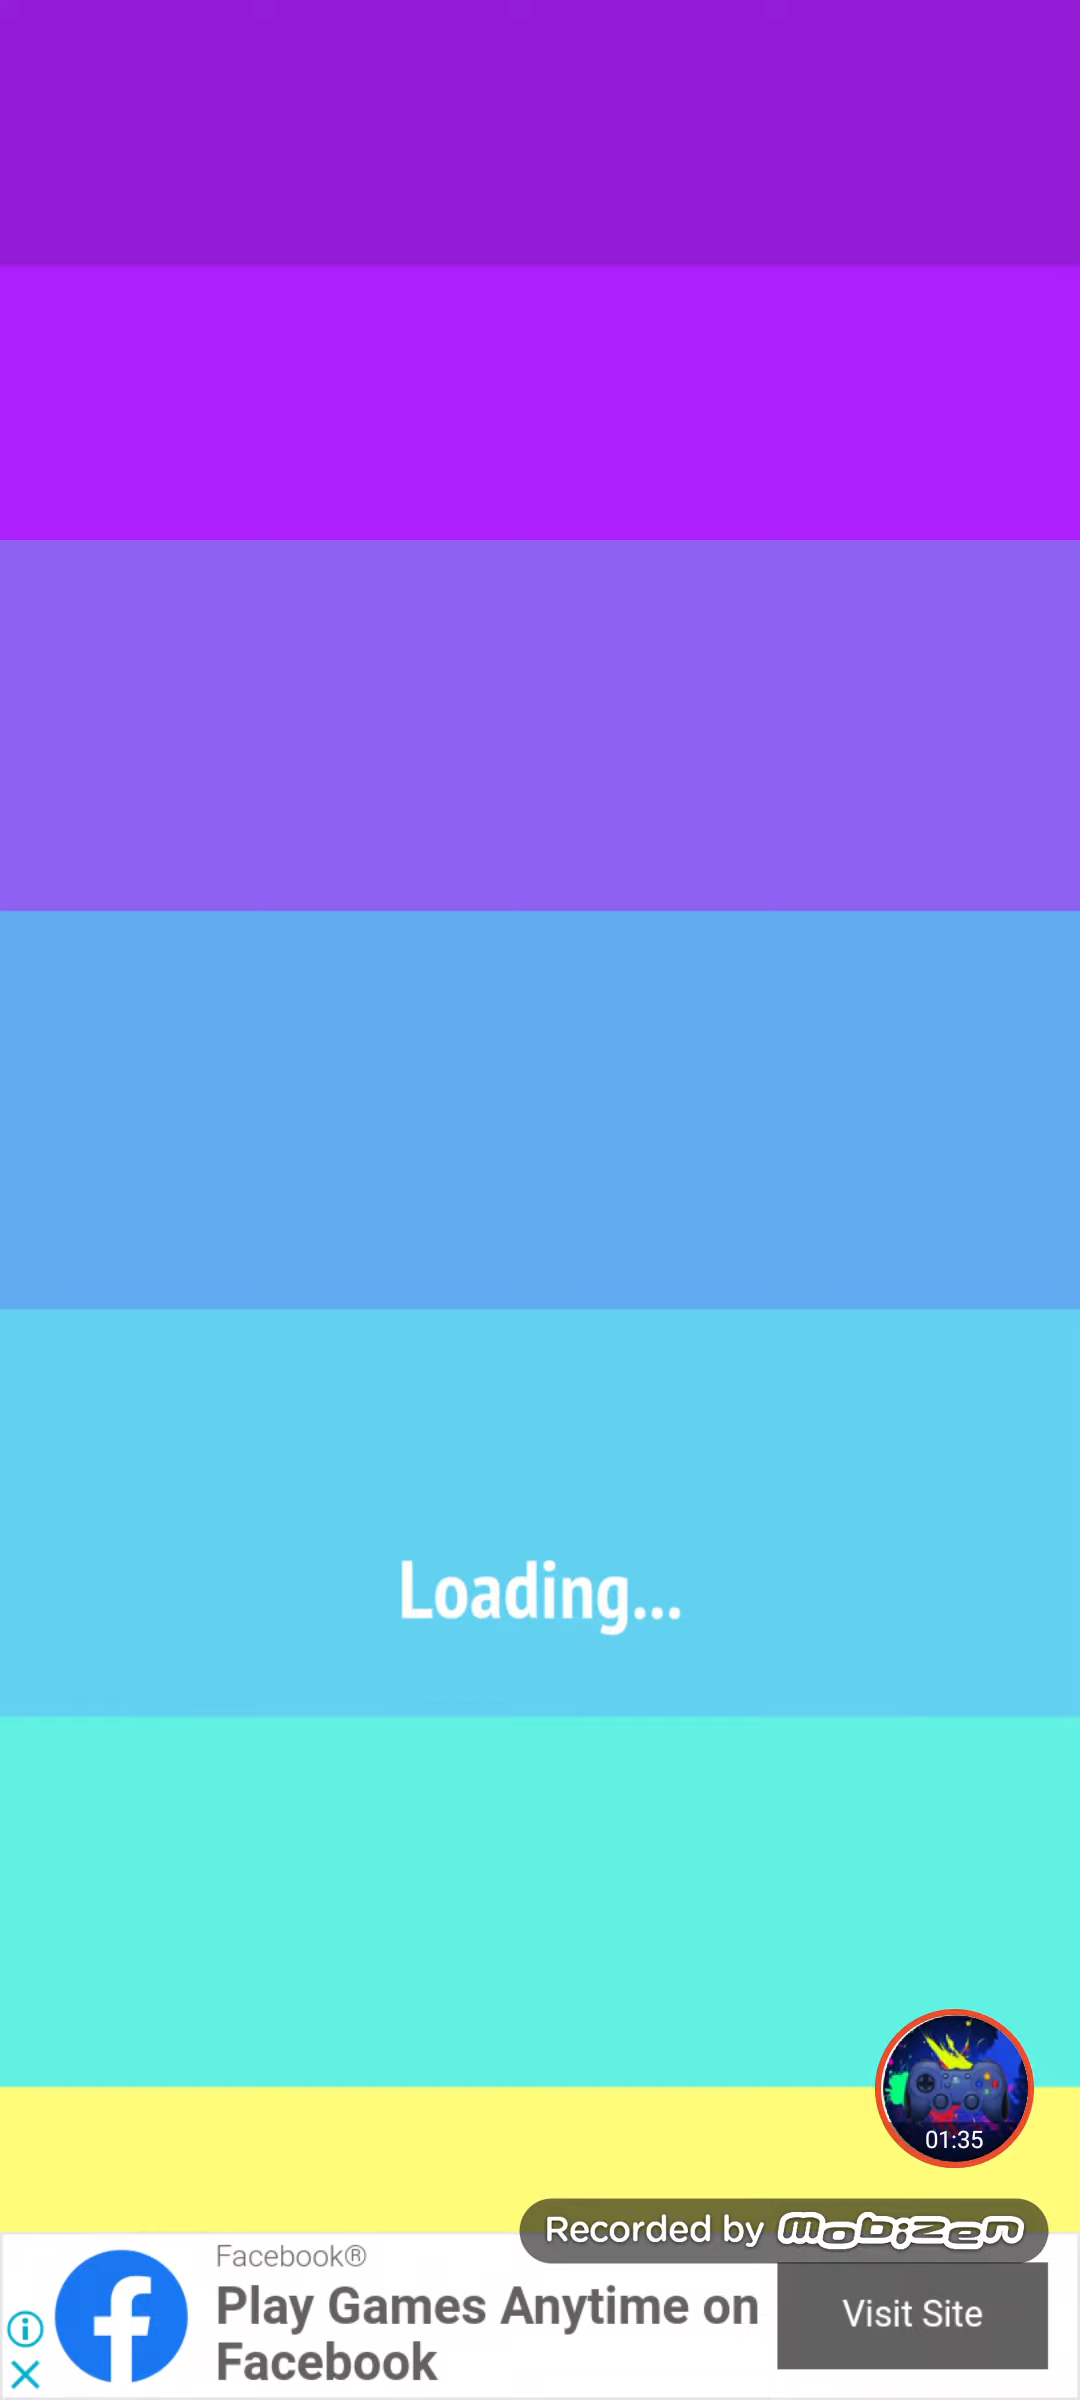 Loading...
01:35
Recorded by mobizen
Facebook®
Play Games Anytime on
Facebook
Visit Site